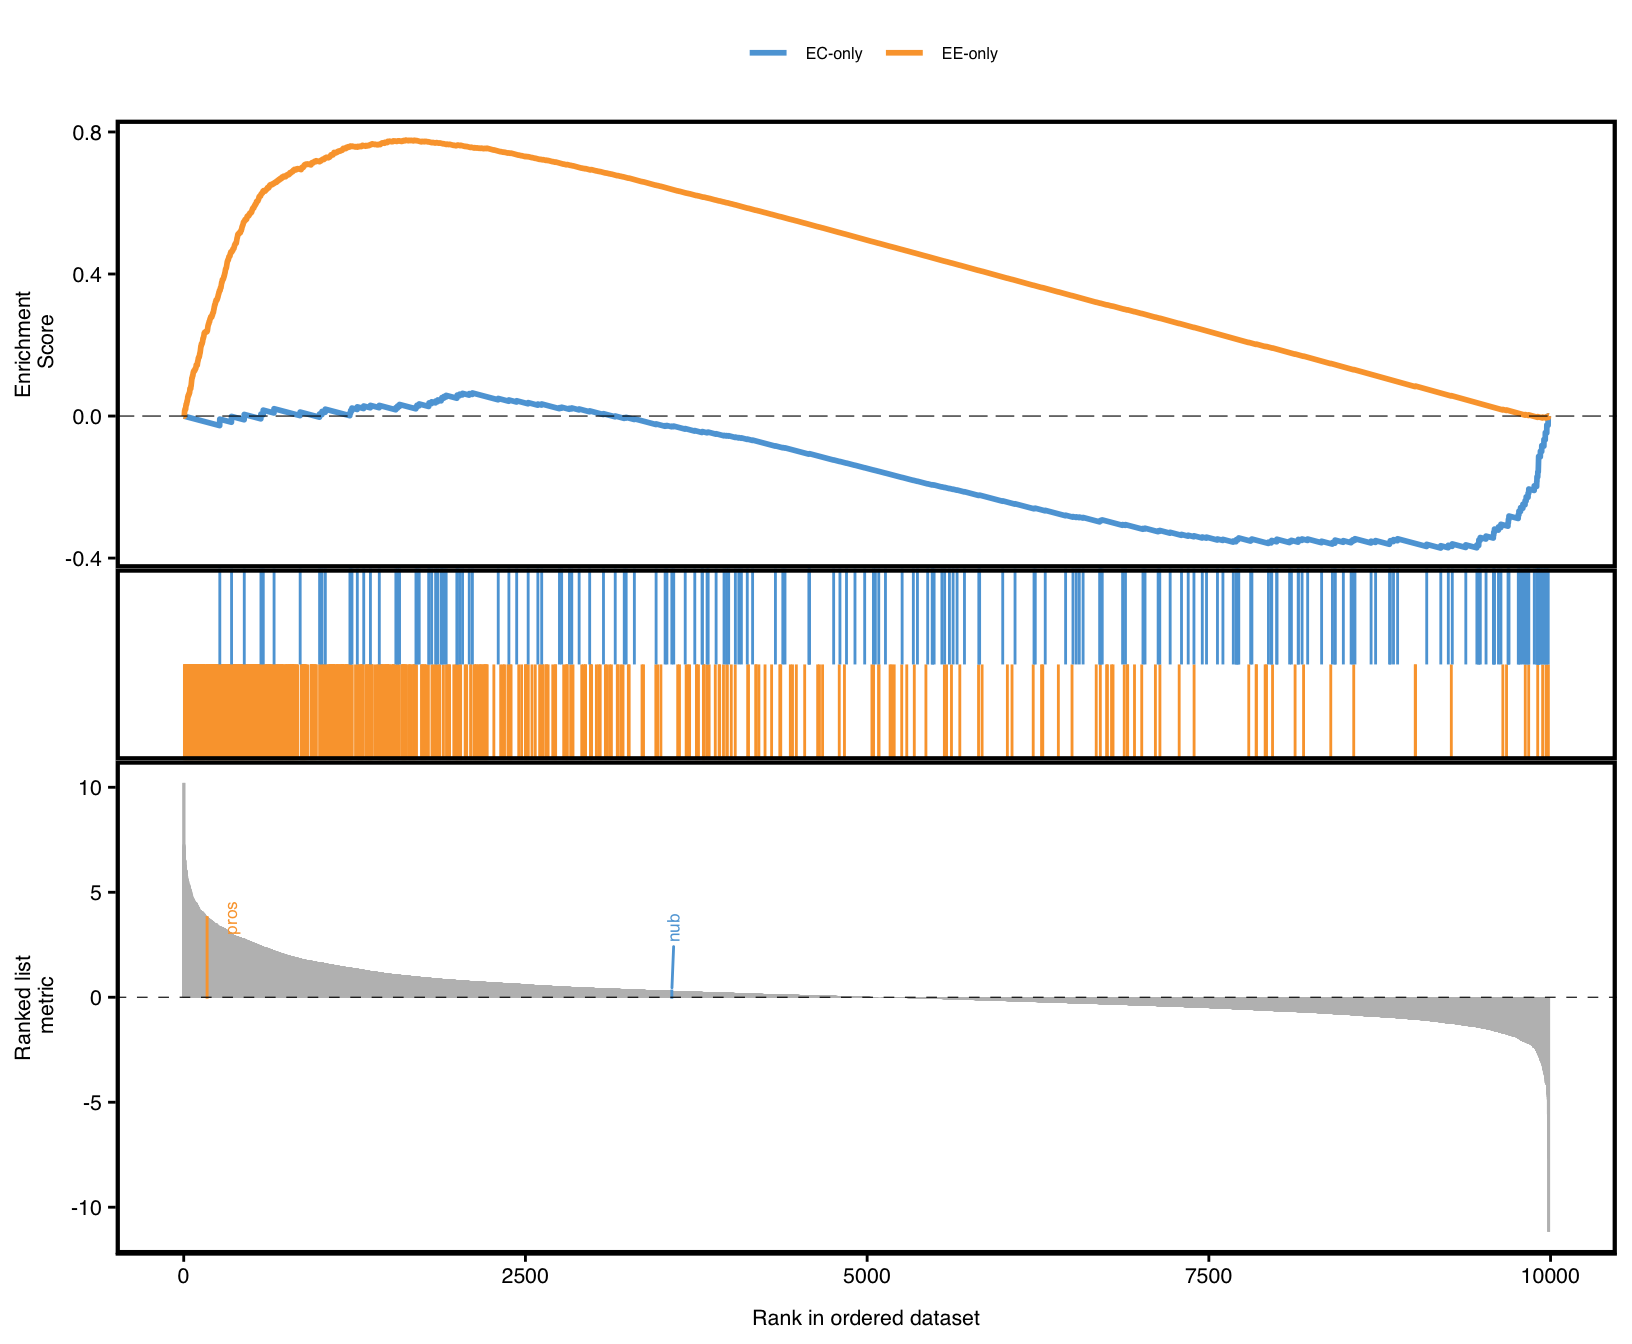 EC-only EE-only
0.8
0.4
0.0
-0.4
Enrichment
Score
10
5
0
-5
-10
Ranked list
metric
pros
nub
0 2500 5000 7500 10000
Rank in ordered dataset